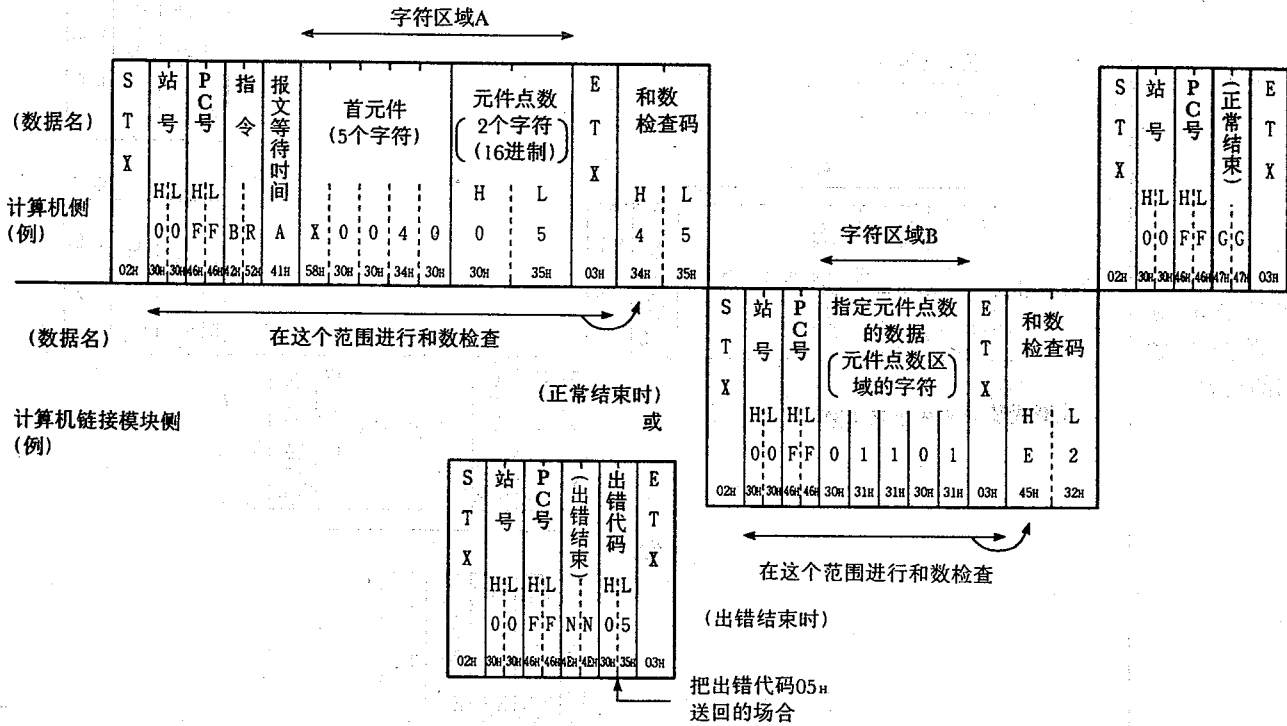 字符区域A
(数据名)
计算机侧
(例)
STX
02H
站号
H L
0 0
30H 30H
PC号
H L
F F
46H 46H
指令
B R
42H 52H
报文等待时间
A
41H
首元件
(5个字符)
X 0 0 4 0
58H 30H 30H 34H 30H
元件点数
2个字符
(16进制)
H L
0 5
30H 35H
ETX
03H
和数
检查码
H L
4 5
34H 35H
在这个范围进行和数检查
STX
02H
站号
H L
0 0
30H 30H
PC号
H L
F F
46H 46H
(正常结束)
G G
47H 47H
ETX
03H
(数据名)
计算机链接模块侧
(例)
(正常结束时)
或
字符区域B
STX
02H
站号
H L
0 0
30H 30H
PC号
H L
F F
46H 46H
指定元件点数
的数据
(元件点数区
域的字符)
0 1 1 0 1
30H 31H 31H 30H 31H
ETX
03H
和数
检查码
H L
E 2
45H 32H
在这个范围进行和数检查
STX
02H
站号
H L
0 0
30H 30H
PC号
H L
F F
46H 46H
(出错结束)
N N
4EH 4EH
出错代码
H L
0 5
30H 35H
ETX
03H
(出错结束时)
把出错代码05H
送回的场合